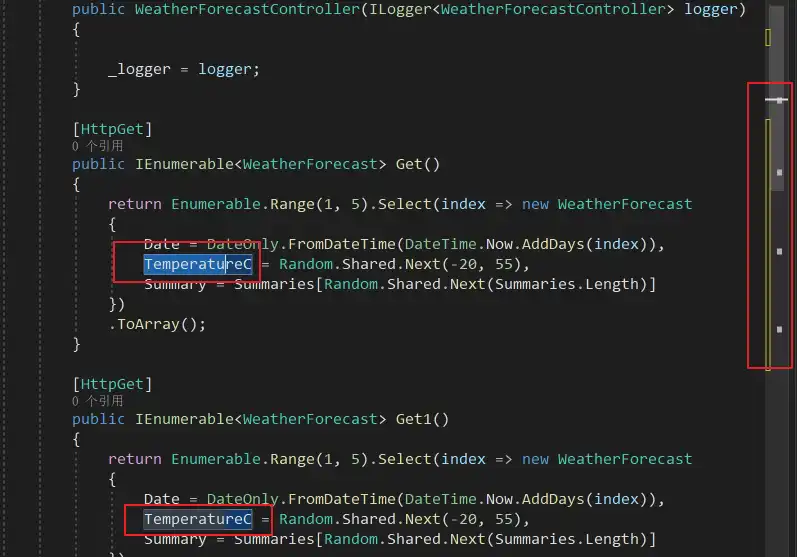 public WeatherForecastController(ILogger<WeatherForecastController> logger)
{
_logger = logger;
}
[HttpGet]
0 个引用
public IEnumerable<WeatherForecast> Get()
{
return Enumerable.Range(1, 5).Select(index => new WeatherForecast
{
Date = DateOnly.FromDateTime(DateTime.Now.AddDays(index)),
TemperatureC = Random.Shared.Next(-20, 55),
Summary = Summaries[Random.Shared.Next(Summaries.Length)]
})
.ToArray();
}
[HttpGet]
0 个引用
public IEnumerable<WeatherForecast> Get1()
{
return Enumerable.Range(1, 5).Select(index => new WeatherForecast
{
Date = DateOnly.FromDateTime(DateTime.Now.AddDays(index)),
TemperatureC = Random.Shared.Next(-20, 55),
Summary = Summaries[Random.Shared.Next(Summaries.Length)]
})